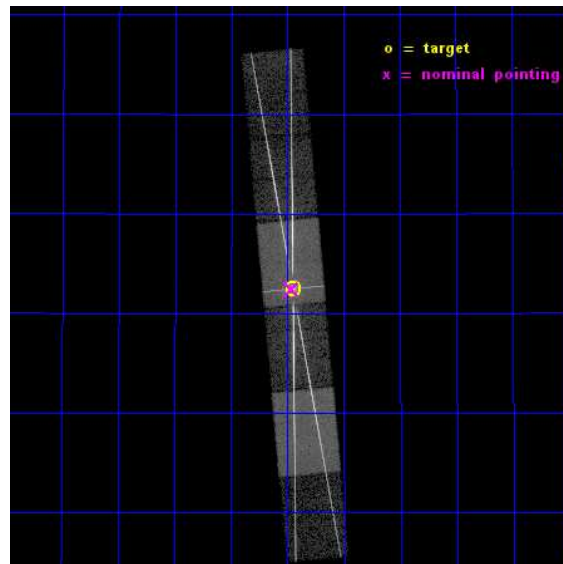 o = target
x = nominal pointing